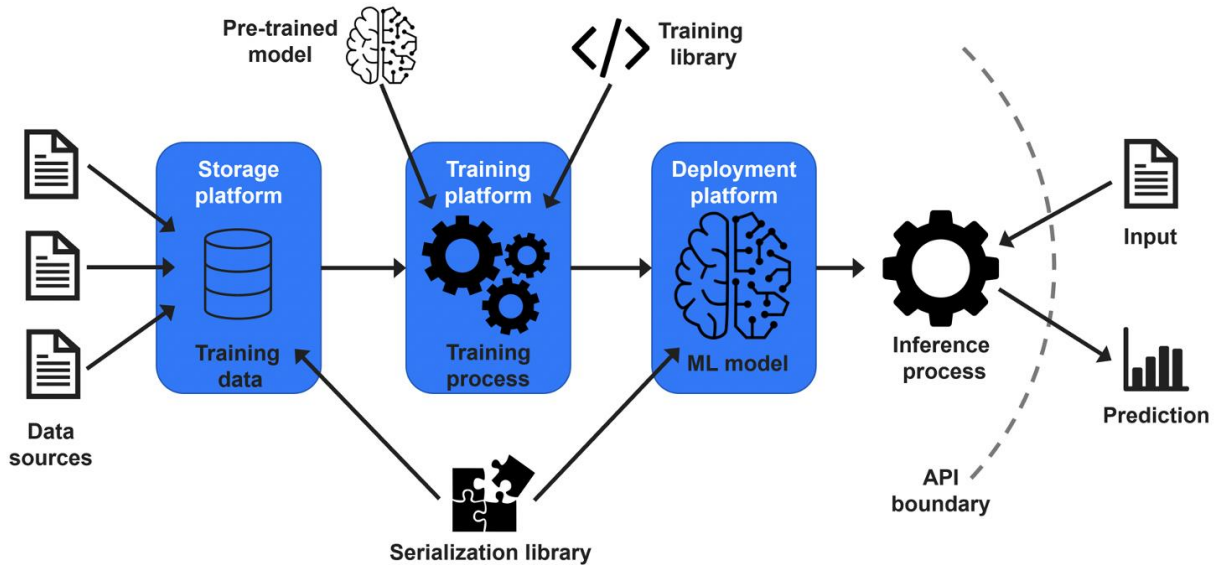 Pre-trained
model
Training
library
Storage
platform
Training
platform
Deployment
platform
Input
Training
data
Training
process
ML model
Inference
process
Prediction
Data
sources
API
boundary
Serialization library